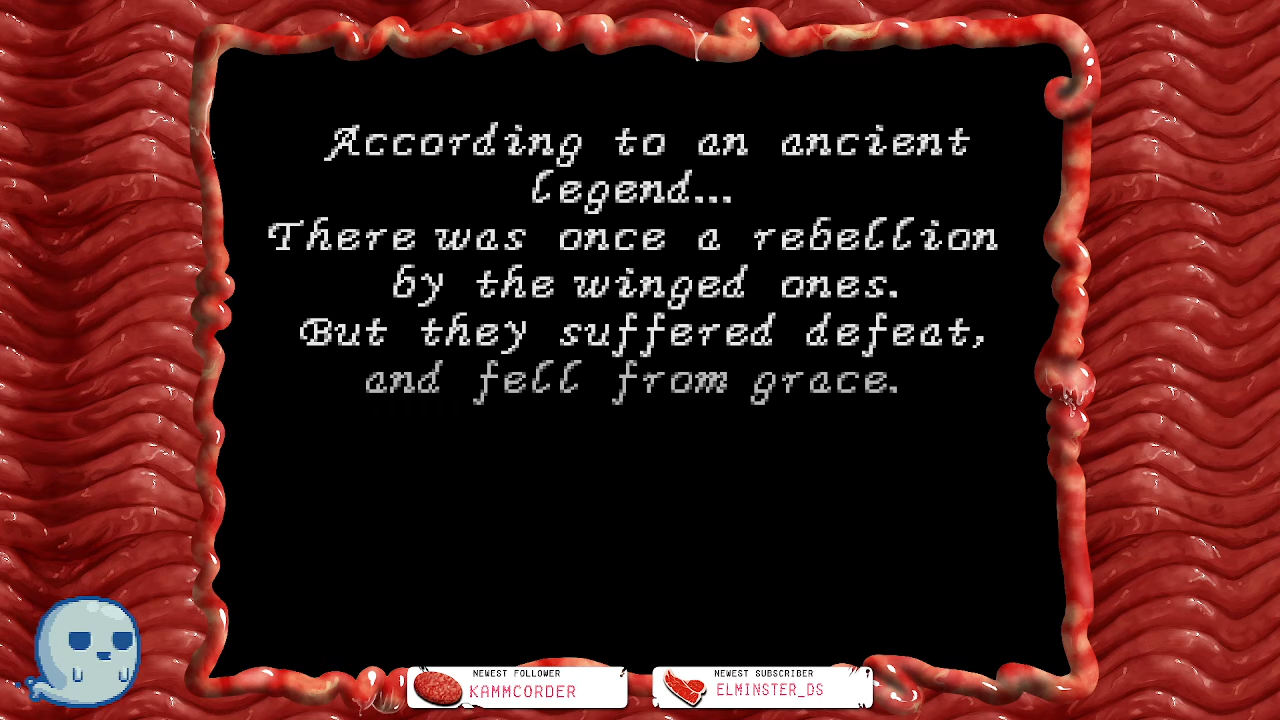 According to an ancient
legend...
There was once a rebellion
by the winged ones.
But they suffered defeat,
and fell from grace.
NEWEST FOLLOWER
KAMMCORDER
NEWEST SUBSCRIBER
ELMINSTER_DS